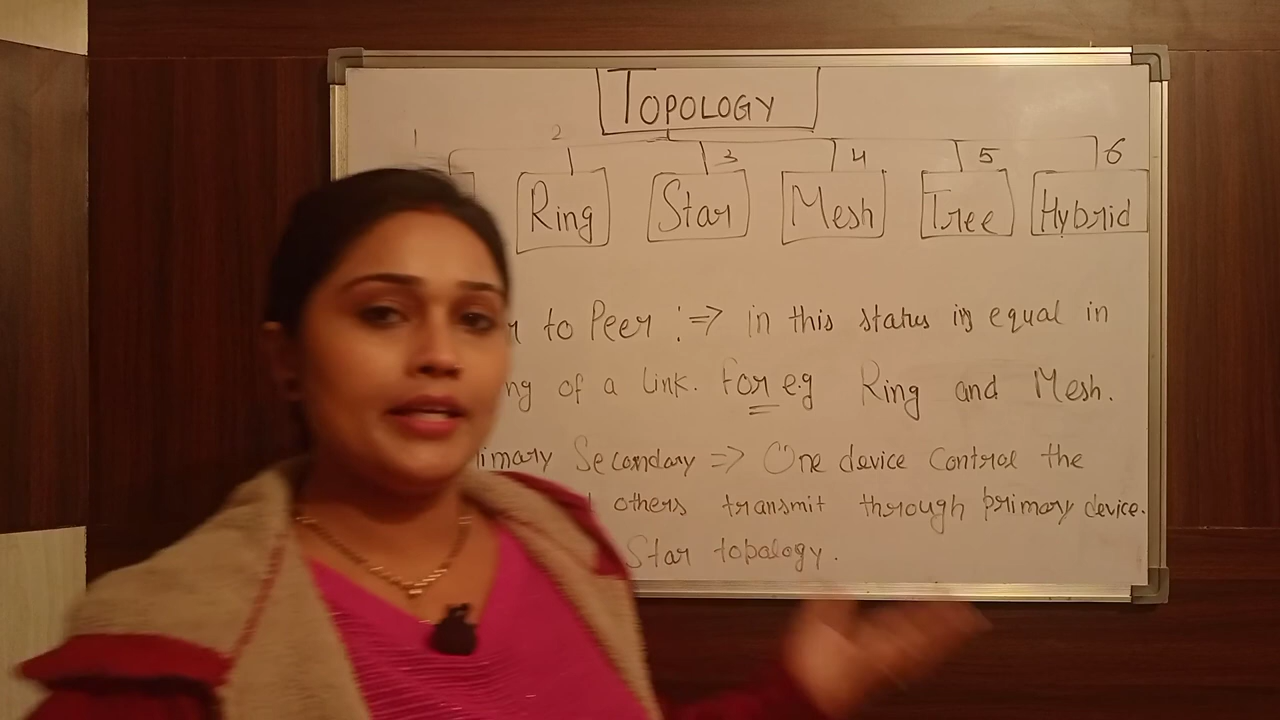 TOPOLOGY
1 2 3 4 5 6
Ring Star Mesh Tree Hybrid
to Peer :=> in this status is equal in
of a link. For e.g Ring and Mesh.
Secondary => One device Control the
others transmit through primary device.
Star topalogy.